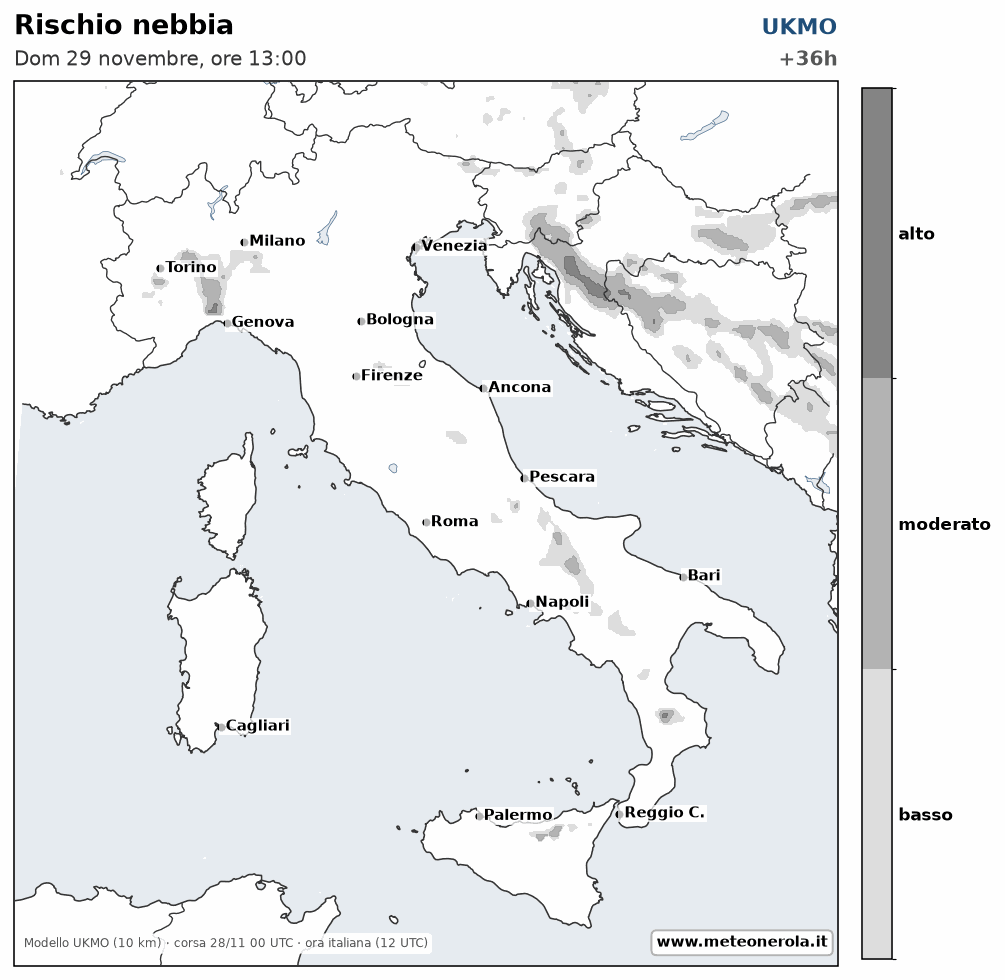 Rischio nebbia
UKMO
Dom 29 novembre, ore 13:00
+36h
Milano
Venezia
Torino
Genova
Bologna
Firenze
Ancona
Pescara
Roma
Bari
Napoli
Cagliari
Palermo
Reggio C.
alto
moderato
basso
Modello UKMO (10 km) · corsa 28/11 00 UTC · ora italiana (12 UTC)
www.meteonerola.it